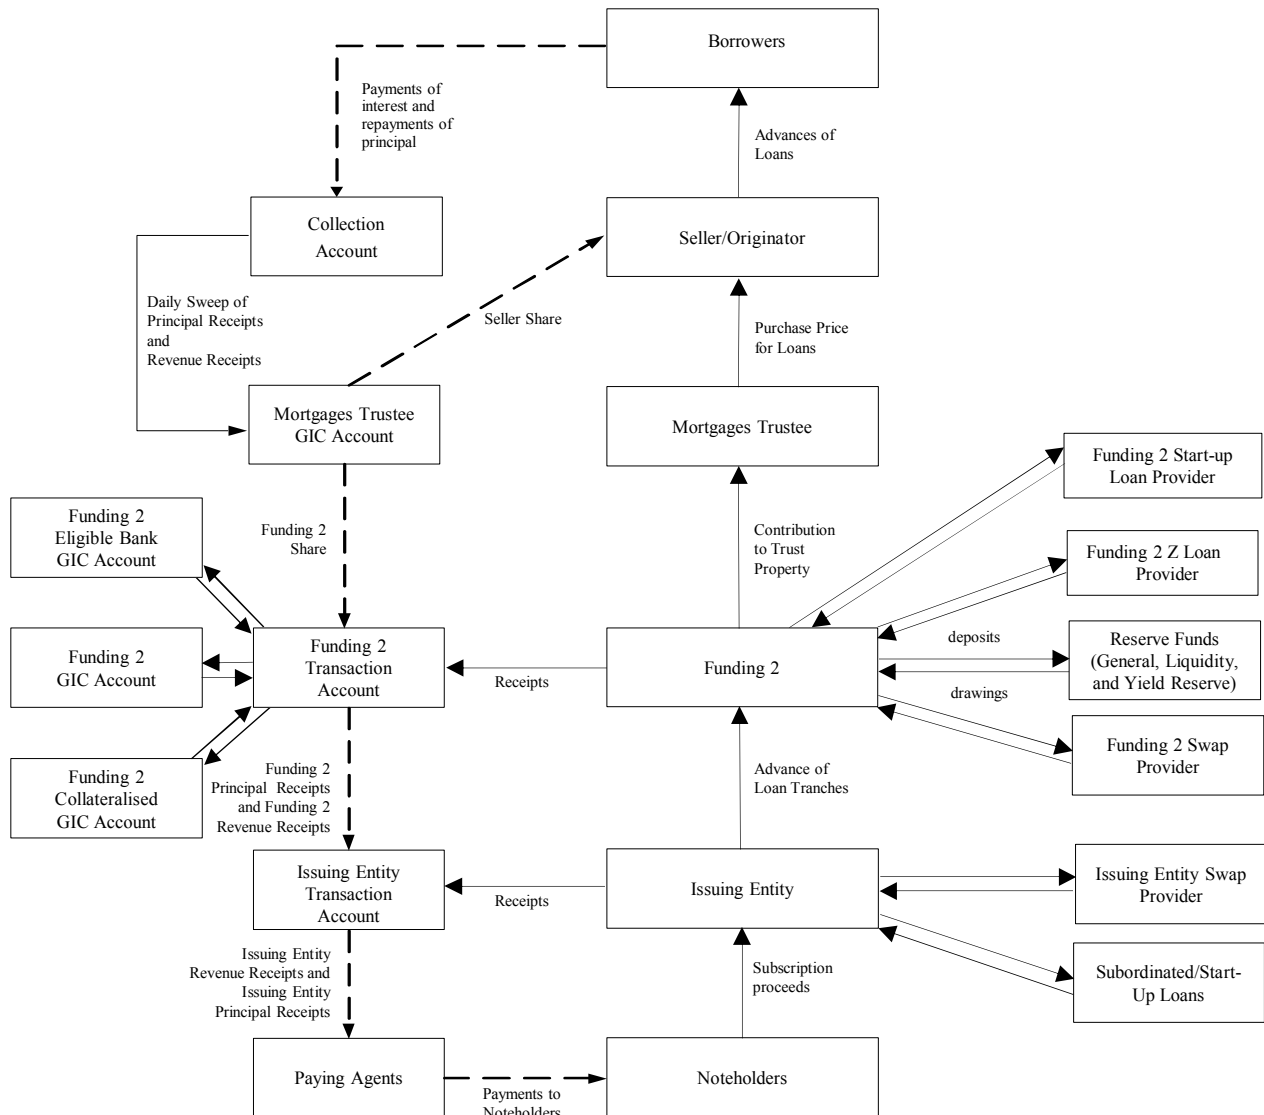 Borrowers
Payments of
interest and
repayments of
principal
Advances of
Loans
Collection
Account
Seller/Originator
Daily Sweep of
Principal Receipts
and
Revenue Receipts
Seller Share
Purchase Price
for Loans
Mortgages Trustee
GIC Account
Mortgages Trustee
Funding 2 Start-up
Loan Provider
Funding 2
Eligible Bank
GIC Account
Funding 2
Share
Contribution
to Trust
Property
Funding 2 Z Loan
Provider
Funding 2
GIC Account
Funding 2
Transaction
Account
Receipts
Funding 2
deposits
drawings
Reserve Funds
(General, Liquidity,
and Yield Reserve)
Funding 2
Collateralised
GIC Account
Funding 2
Principal Receipts
and Funding 2
Revenue Receipts
Advance of
Loan Tranches
Funding 2 Swap
Provider
Issuing Entity
Transaction
Account
Receipts
Issuing Entity
Issuing Entity Swap
Provider
Issuing Entity
Revenue Receipts and
Issuing Entity
Principal Receipts
Subscription
proceeds
Subordinated/Start-
Up Loans
Paying Agents
Payments to
Noteholders
Noteholders